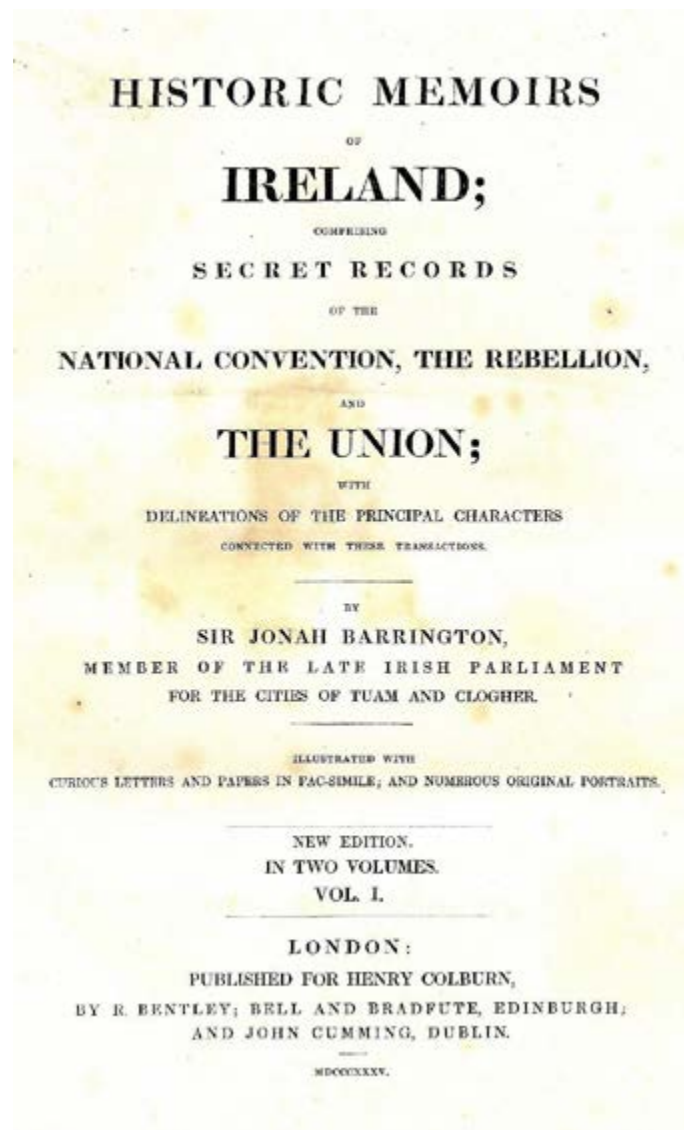 HISTORIC MEMOIRS
OF
IRELAND;
COMPRISING
SECRET RECORDS
OF THE
NATIONAL CONVENTION, THE REBELLION,
AND
THE UNION;
WITH
DELINEATIONS OF THE PRINCIPAL CHARACTERS
CONNECTED WITH THESE TRANSACTIONS.
BY
SIR JONAH BARRINGTON,
MEMBER OF THE LATE IRISH PARLIAMENT
FOR THE CITIES OF TUAM AND CLOGHER.
ILLUSTRATED WITH
CURIOUS LETTERS AND PAPERS IN FAC-SIMILE; AND NUMEROUS ORIGINAL PORTRAITS.
NEW EDITION.
IN TWO VOLUMES.
VOL. I.
LONDON:
PUBLISHED FOR HENRY COLBURN,
BY R. BENTLEY; BELL AND BRADFUTE, EDINBURGH;
AND JOHN CUMMING, DUBLIN.
MDCCCXXXV.